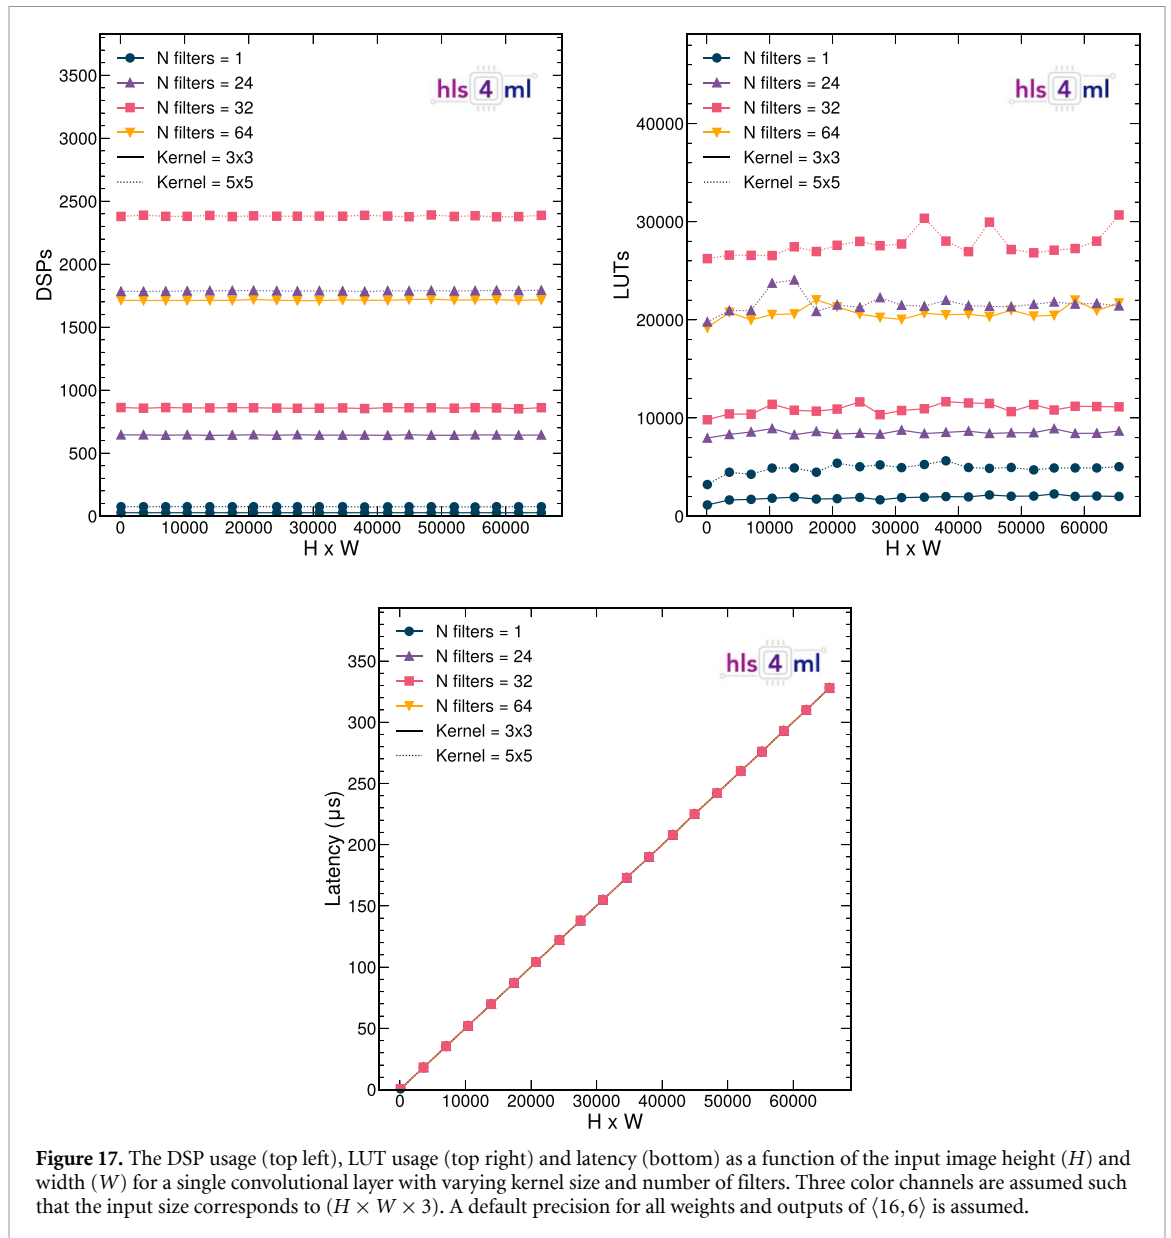 N filters = 1
N filters = 24
N filters = 32
N filters = 64
Kernel = 3x3
Kernel = 5x5
hls 4 ml
3500
3000
2500
2000
1500
1000
500
0
DSPs
0 10000 20000 30000 40000 50000 60000
H x W
N filters = 1
N filters = 24
N filters = 32
N filters = 64
Kernel = 3x3
Kernel = 5x5
hls 4 ml
40000
30000
20000
10000
0
LUTs
0 10000 20000 30000 40000 50000 60000
H x W
N filters = 1
N filters = 24
N filters = 32
N filters = 64
Kernel = 3x3
Kernel = 5x5
hls 4 ml
350
300
250
200
150
100
50
0
Latency (μs)
0 10000 20000 30000 40000 50000 60000
H x W
Figure 17. The DSP usage (top left), LUT usage (top right) and latency (bottom) as a function of the input image height (H) and
width (W) for a single convolutional layer with varying kernel size and number of filters. Three color channels are assumed such
that the input size corresponds to (H × W × 3). A default precision for all weights and outputs of ⟨16,6⟩ is assumed.